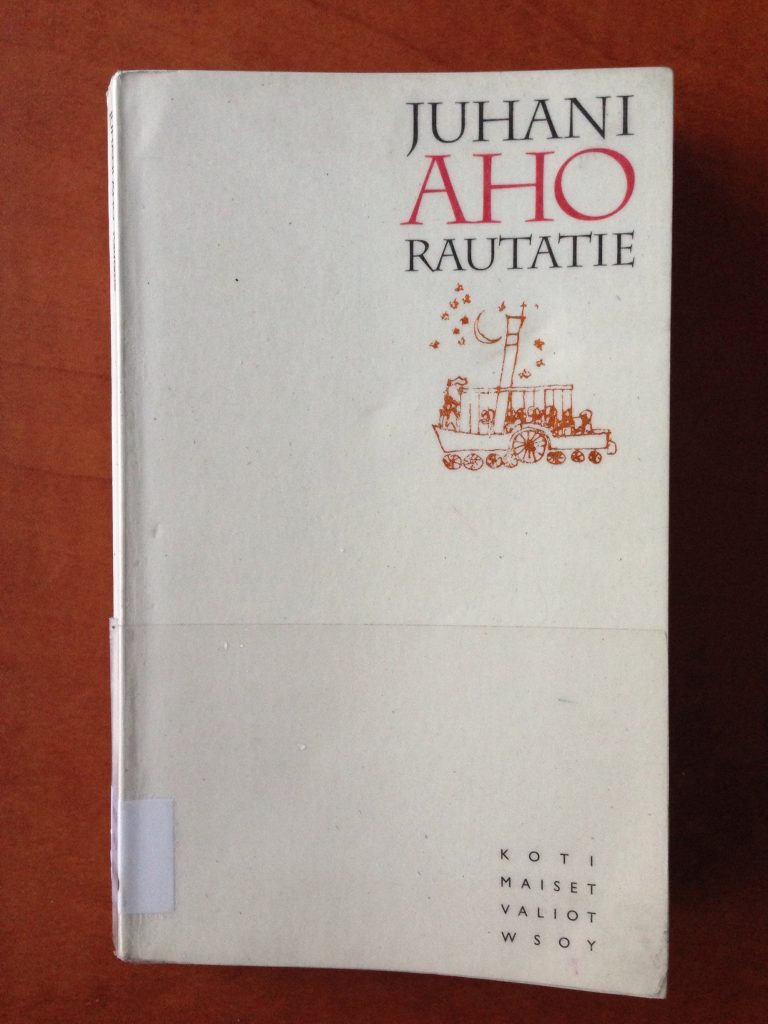 JUHANI
AHO
RAUTATIE
KOTI
MAISET
VALIOT
WSOY